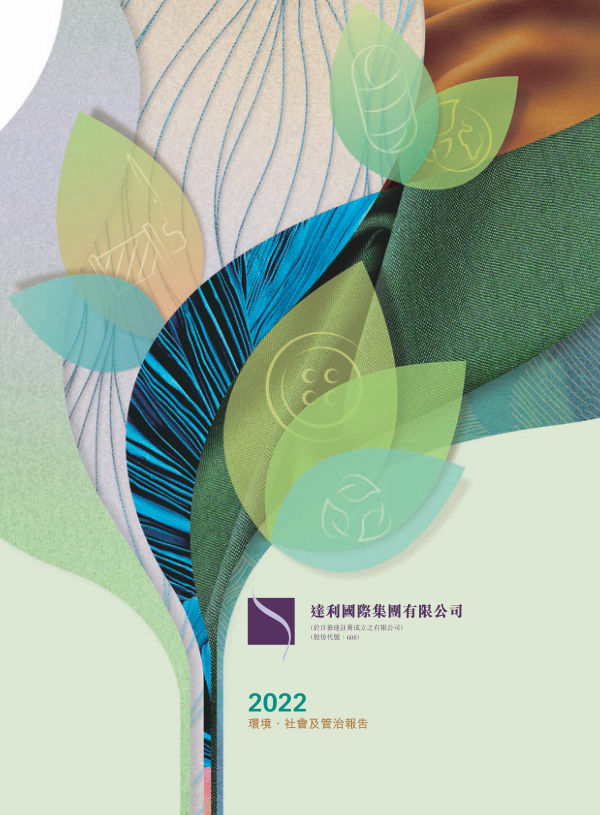 達利國際集團有限公司
(於百慕達註冊成立之有限公司)
(股份代號：608)
2022
環境、社會及管治報告